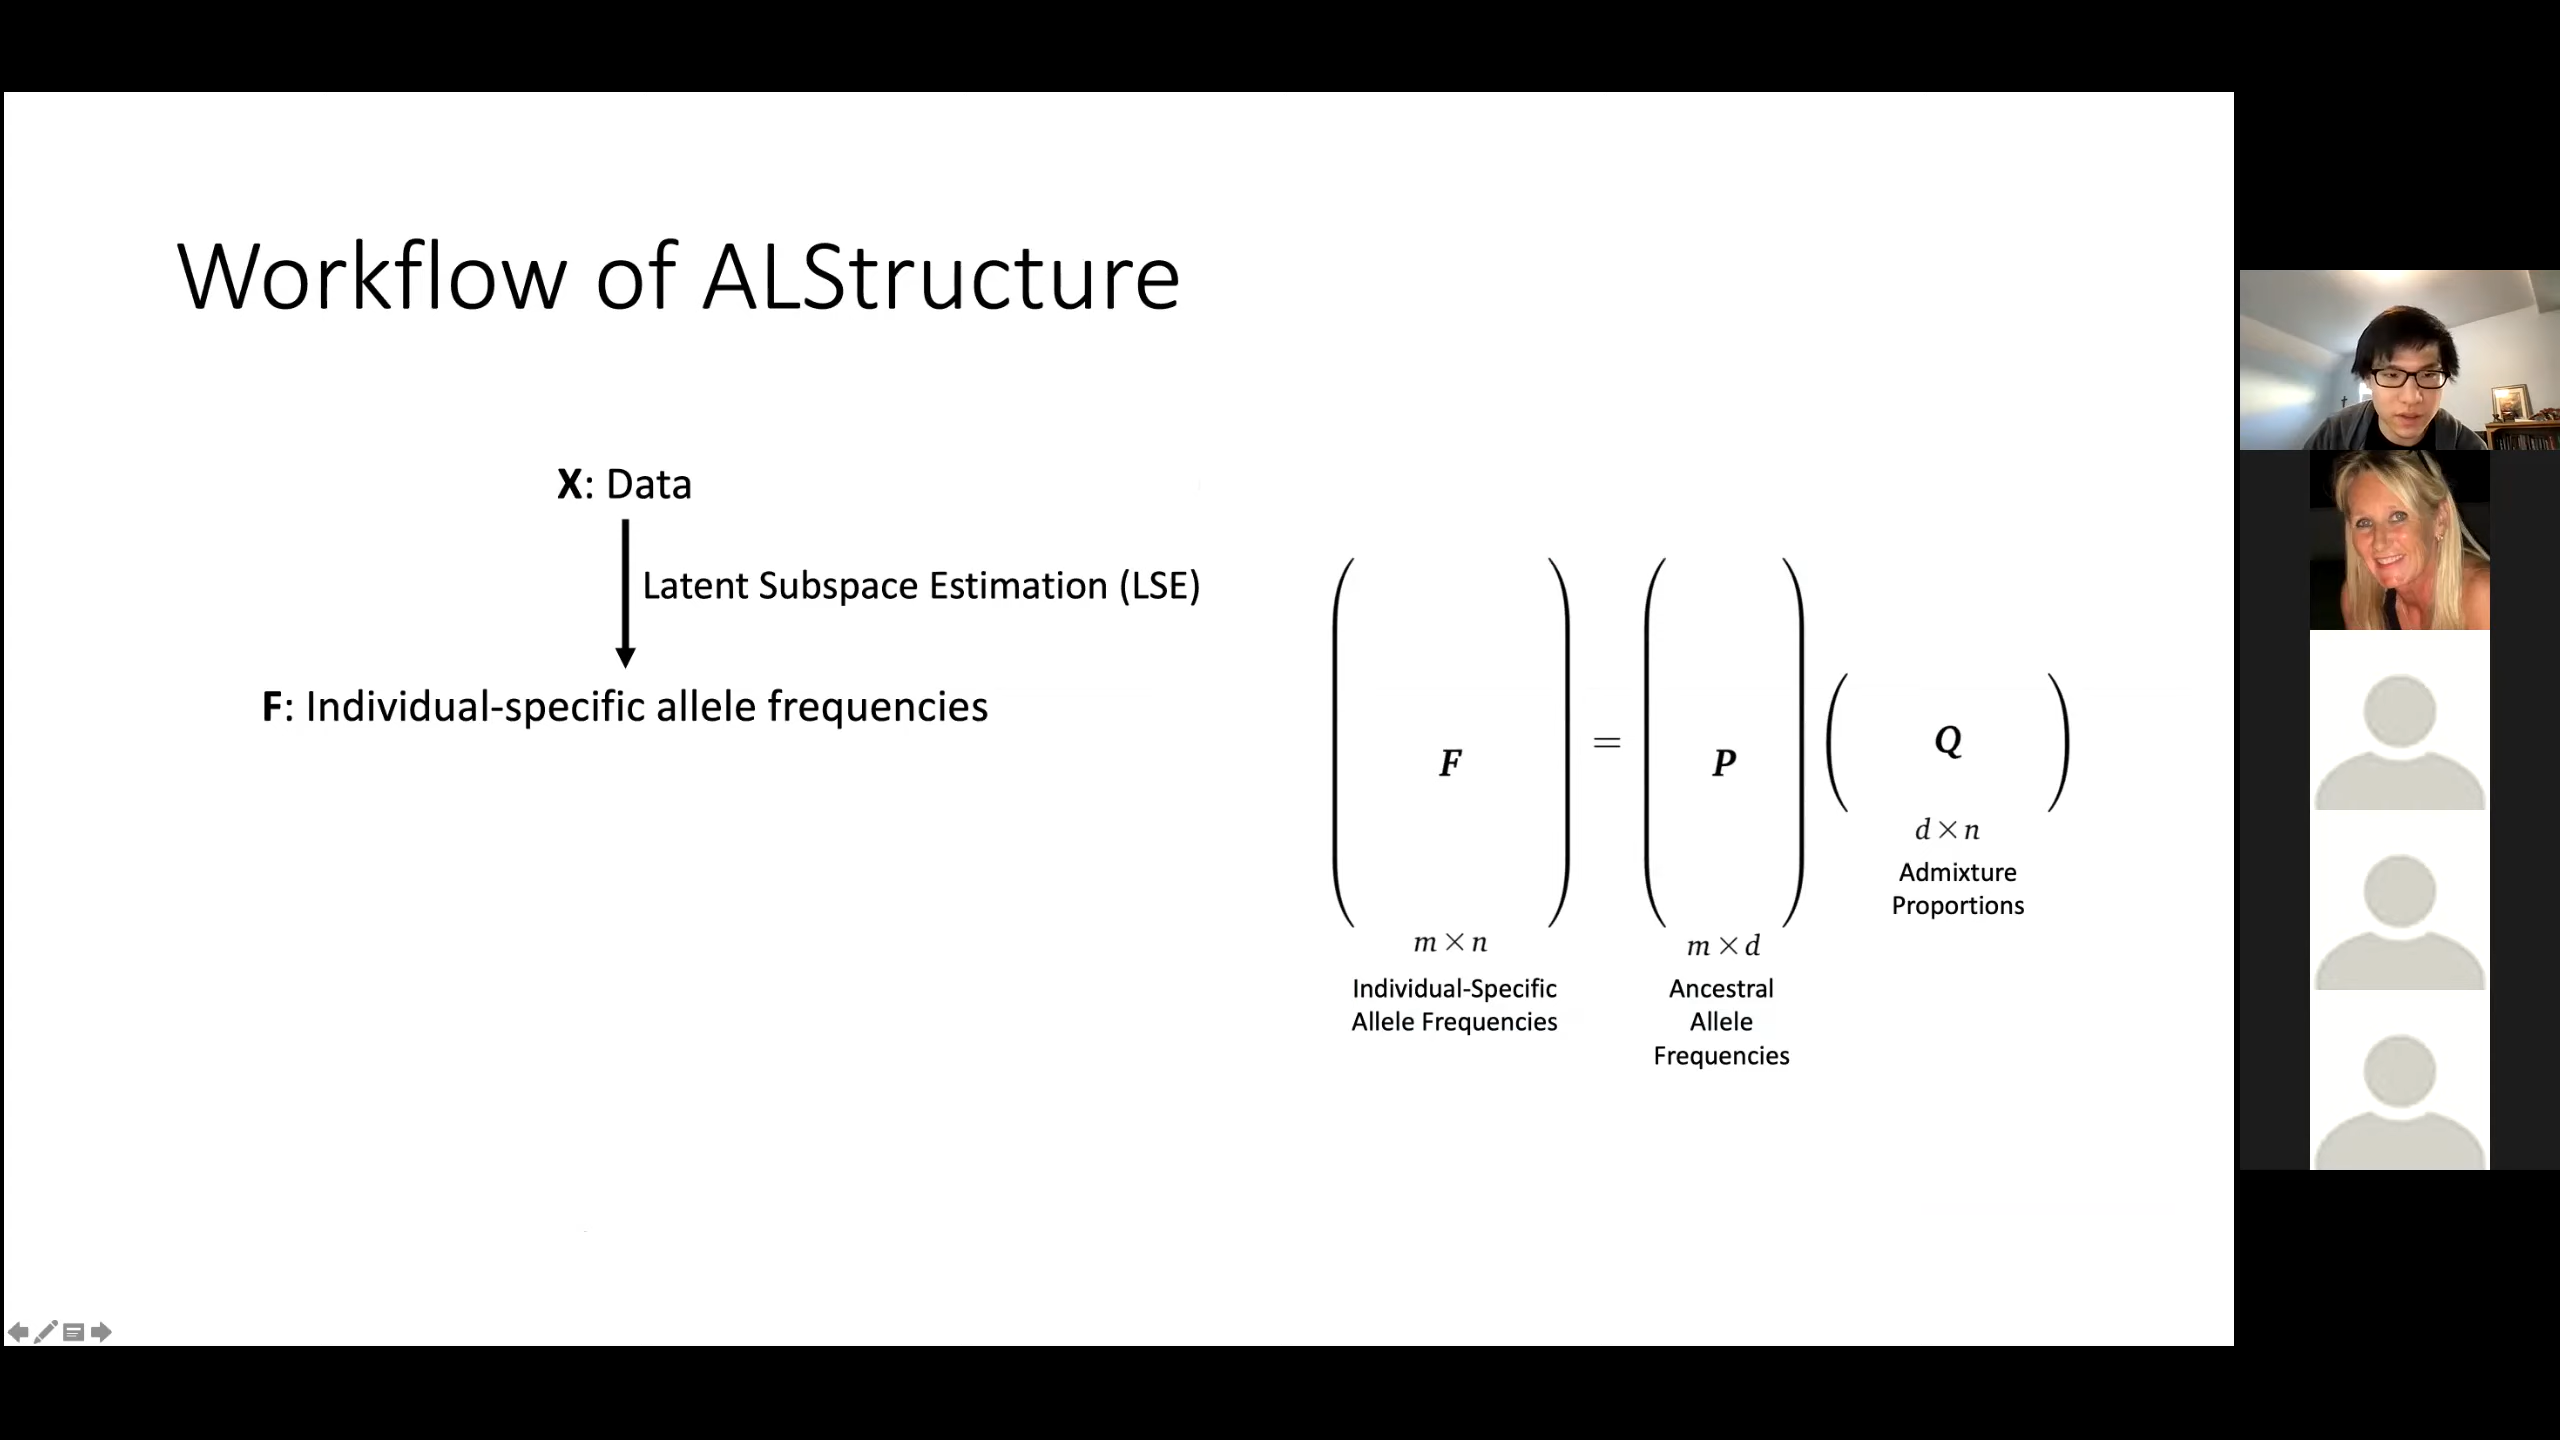 Workflow of ALStructure
X: Data
Latent Subspace Estimation (LSE)
F: Individual-specific allele frequencies
F = P Q
m × n
Individual-Specific
Allele Frequencies
m × d
Ancestral
Allele
Frequencies
d × n
Admixture
Proportions